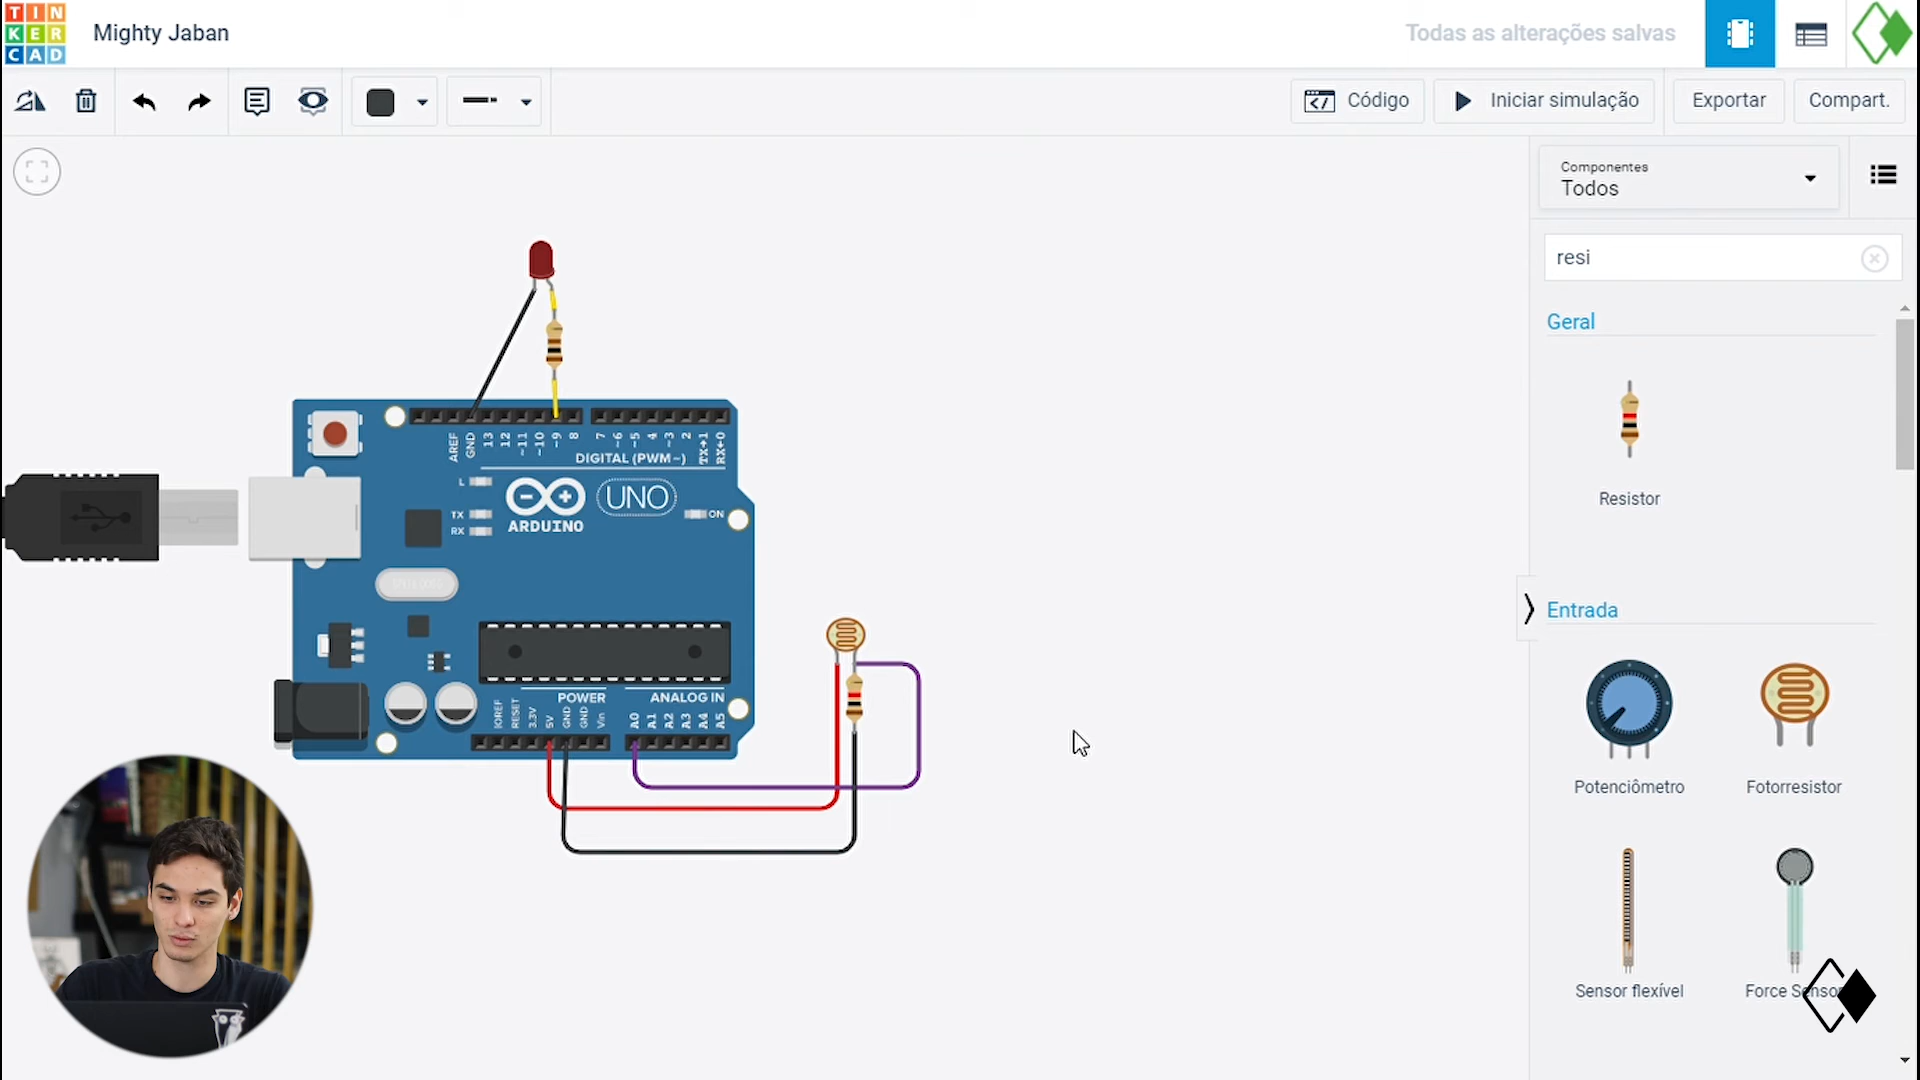 TIN
KER
CAD
Mighty Jaban
Todas as alterações salvas
Código
Iniciar simulação
Exportar
Compart.
Componentes
Todos
resi
Geral
Resistor
Entrada
Potenciômetro
Fotorresistor
Sensor flexível
Force Sensor
AREF
GND
13
12
~11
~10
~9
8
7
~6
~5
4
~3
2
TX→1
RX←0
DIGITAL (PWM~)
L
TX
RX
ARDUINO
UNO
ON
POWER
ANALOG IN
IOREF
RESET
3.3V
5V
GND
GND
Vin
A0
A1
A2
A3
A4
A5